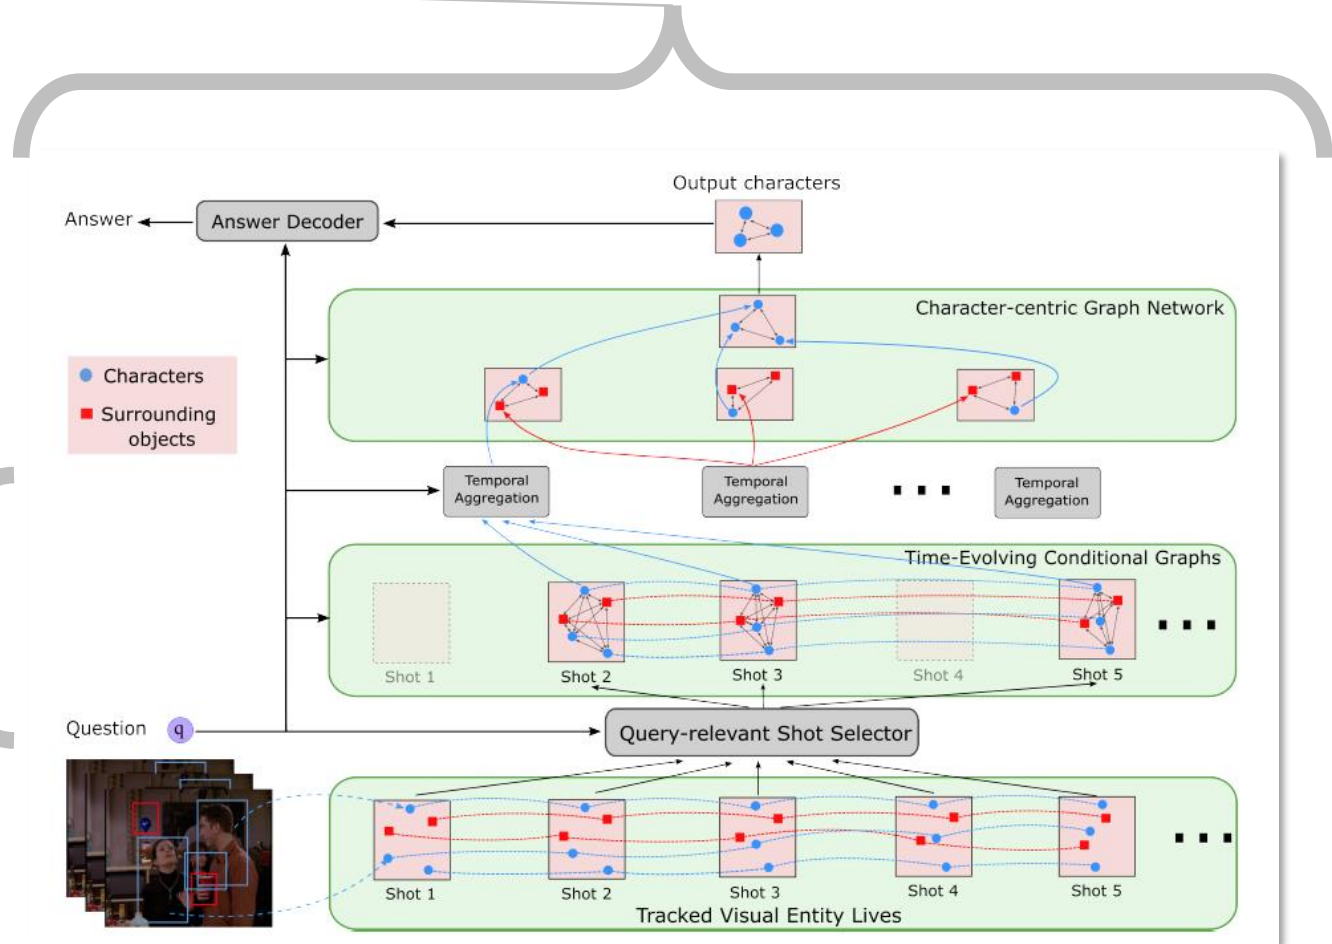 Output characters
Answer
Answer Decoder
Character-centric Graph Network
Characters
Surrounding
objects
Temporal
Aggregation
Temporal
Aggregation
Temporal
Aggregation
Time-Evolving Conditional Graphs
Shot 1
Shot 2
Shot 3
Shot 4
Shot 5
Question
q
Query-relevant Shot Selector
Shot 1
Shot 2
Shot 3
Shot 4
Shot 5
Tracked Visual Entity Lives